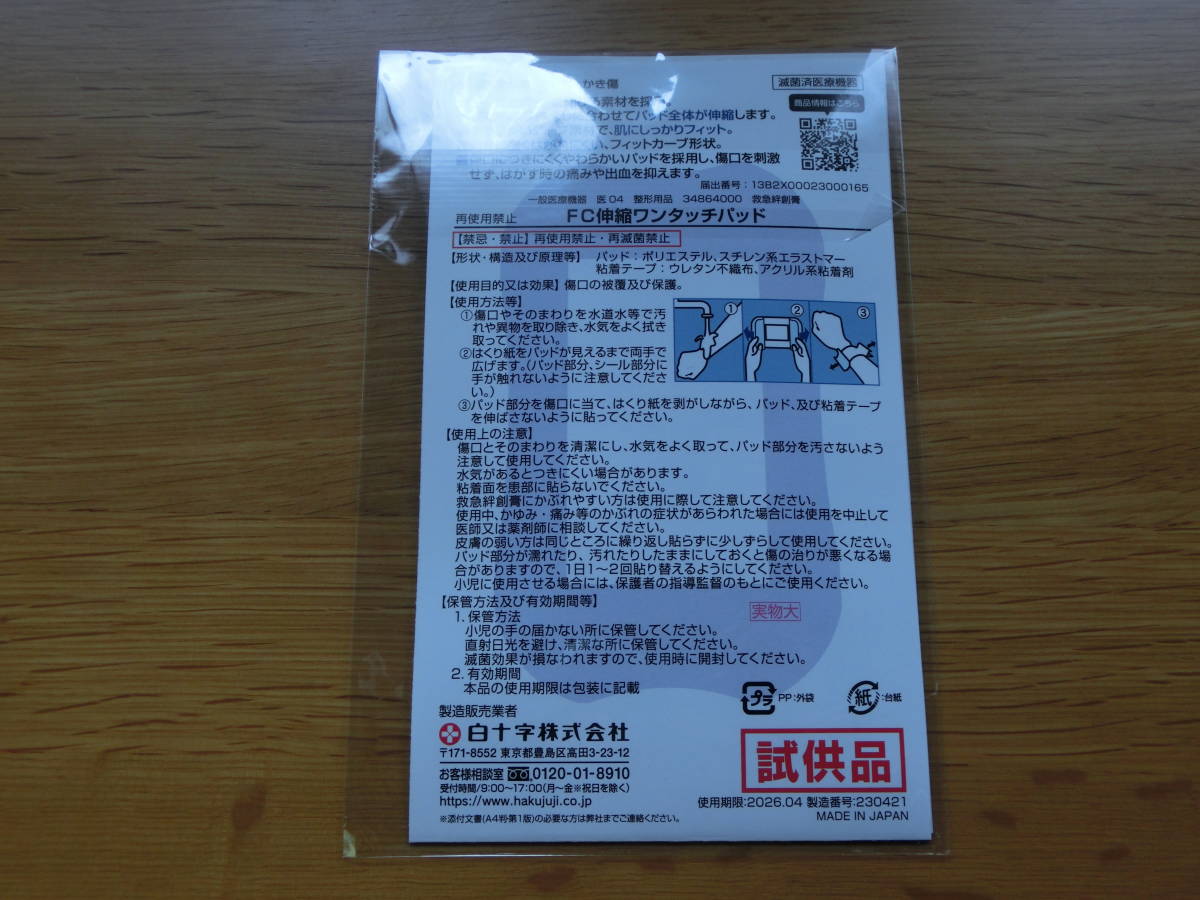 かき傷
滅菌済医療機器
商品情報はこちら
素材を採
合わせてパッド全体が伸縮します。
で、肌にしっかりフィット。
い、フィットカーブ形状。
傷口につきにくくやわらかいパッドを採用し、傷口を刺激
せず、はがす時の痛みや出血を抑えます。
届出番号:13B2X00023000165
一般医療機器 医04 整形用品 34864000 救急絆創膏
再使用禁止 FC伸縮ワンタッチパッド
【禁忌・禁止】再使用禁止・再滅菌禁止
【形状・構造及び原理等】 パッド:ポリエステル、スチレン系エラストマー
粘着テープ:ウレタン不織布、アクリル系粘着剤
【使用目的又は効果】傷口の被覆及び保護。
【使用方法等】
①傷口やそのまわりを水道水等で汚
れや異物を取り除き、水気をよく拭き
取ってください。
②はくり紙をパッドが見えるまで両手で
広げます。(パッド部分、シール部分に
手が触れないように注意してくださ
い。)
① ② ③
③パッド部分を傷口に当て、はくり紙を剥がしながら、パッド、及び粘着テープ
を伸ばさないように貼ってください。
【使用上の注意】
傷口とそのまわりを清潔にし、水気をよく取って、パッド部分を汚さないよう
注意して使用してください。
水気があるとつきにくい場合があります。
粘着面を患部に貼らないでください。
救急絆創膏にかぶれやすい方は使用に際して注意してください。
使用中、かゆみ・痛み等のかぶれの症状があらわれた場合には使用を中止して
医師又は薬剤師に相談してください。
皮膚の弱い方は同じところに繰り返し貼らずに少しずらして使用してください。
パッド部分が濡れたり、汚れたりしたままにしておくと傷の治りが悪くなる場
合がありますので、1日1〜2回貼り替えるようにしてください。
小児に使用させる場合には、保護者の指導監督のもとにご使用ください。
【保管方法及び有効期間等】
実物大
1. 保管方法
小児の手の届かない所に保管してください。
直射日光を避け、清潔な所に保管してください。
滅菌効果が損なわれますので、使用時に開封してください。
2. 有効期間
本品の使用期限は包装に記載
プラ PP:外袋 紙:台紙
製造販売業者
白十字株式会社
〒171-8552 東京都豊島区高田3-23-12
お客様相談室 0120-01-8910
受付時間/9:00〜17:00(月〜金※祝日を除く)
https://www.hakujuji.co.jp
※添付文書(A4判・第1版)の必要な方は弊社までご連絡ください。
試供品
使用期限:2026.04 製造番号:230421
MADE IN JAPAN